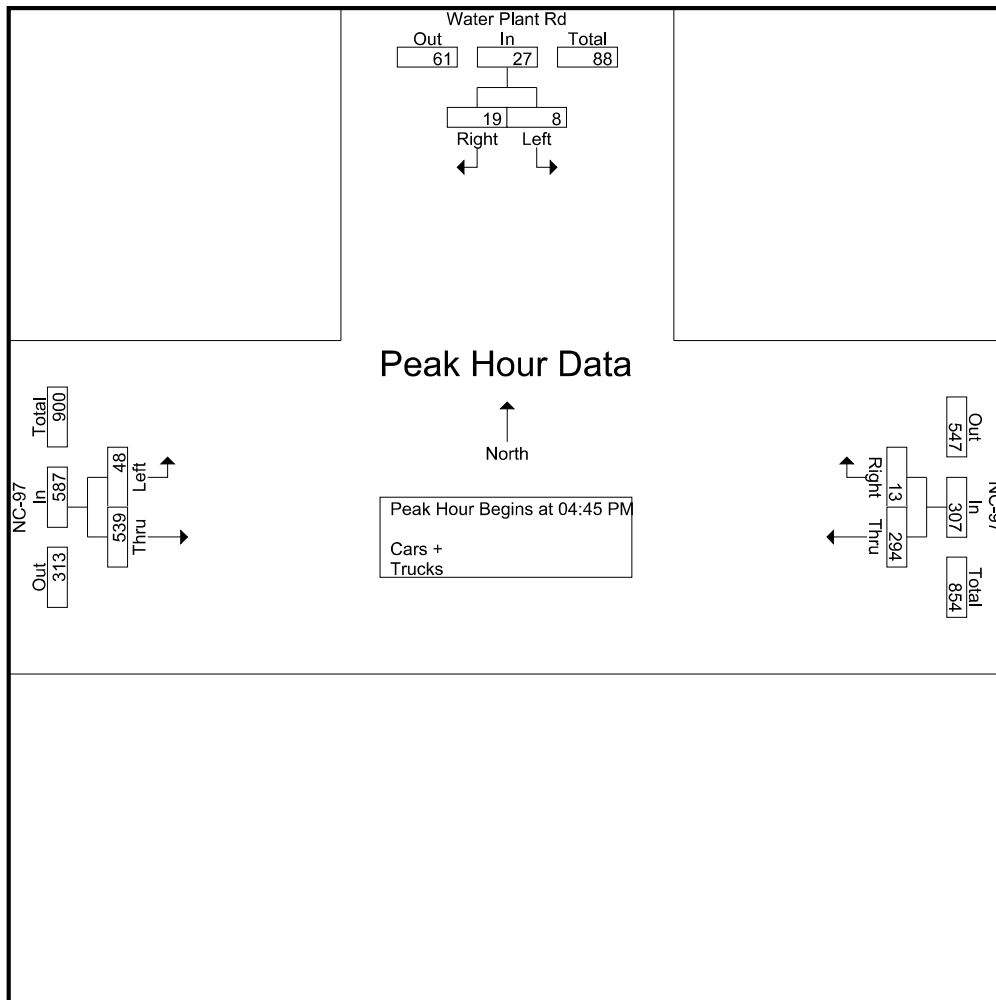 Water Plant Rd
Out In Total
61 27 88
19 8
Right Left
Peak Hour Data
North
Peak Hour Begins at 04:45 PM
Cars +
Trucks
NC-97
Out In Total
313 587 900
539 48
Thru Left
NC-97
Out In Total
547 307 854
13 294
Right Thru